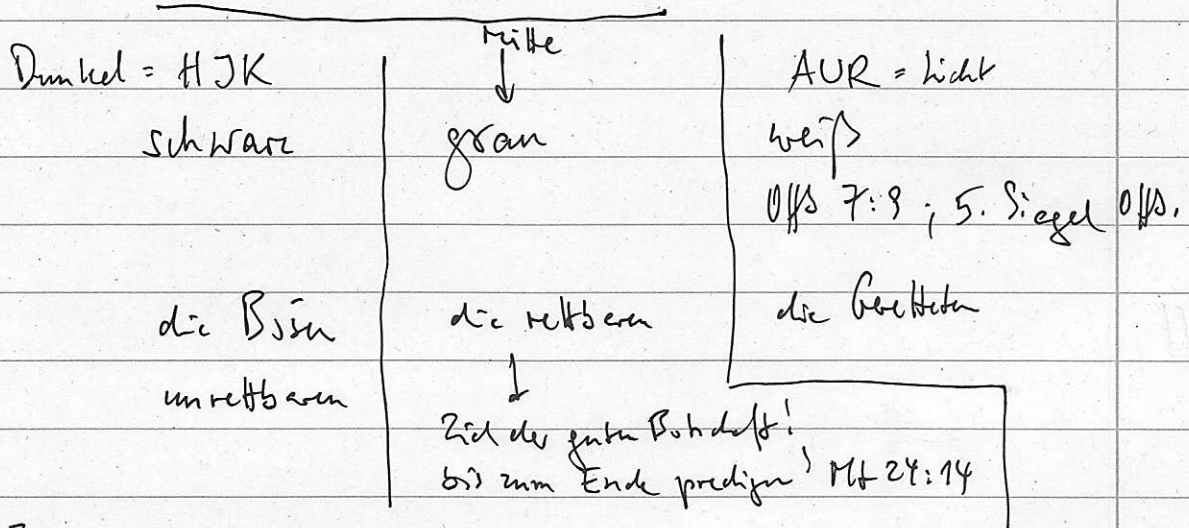 Mitte
Dunkel = HJK
AUR = Licht
schwarz
grau
weiß
Offb 7:9 ; 5. Siegel Offb.
die Bösen
die rettbaren
die Geretteten
unrettbaren
Ziel der guten Botschaft!
bis zum Ende predigen! Mt 24:14